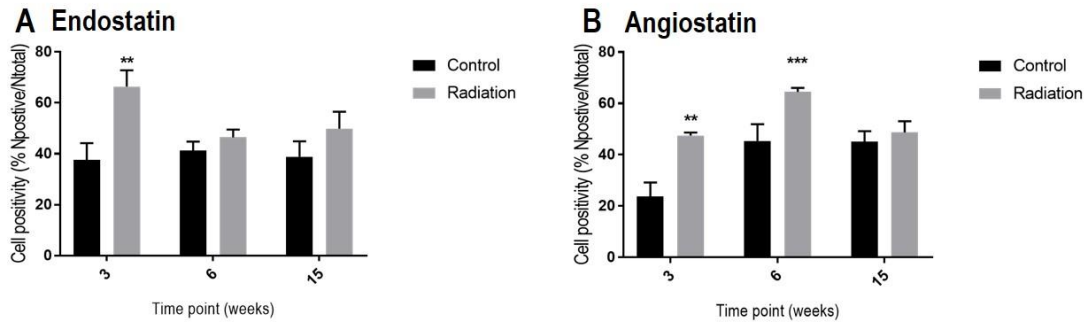 A Endostatin
Cell positivity (% Npostive/Ntotal)
80
60
40
20
0
**
3
6
15
Time point (weeks)
Control
Radiation
B Angiostatin
Cell positivity (% Npostive/Ntotal)
80
60
40
20
0
**
***
3
6
15
Time point (weeks)
Control
Radiation